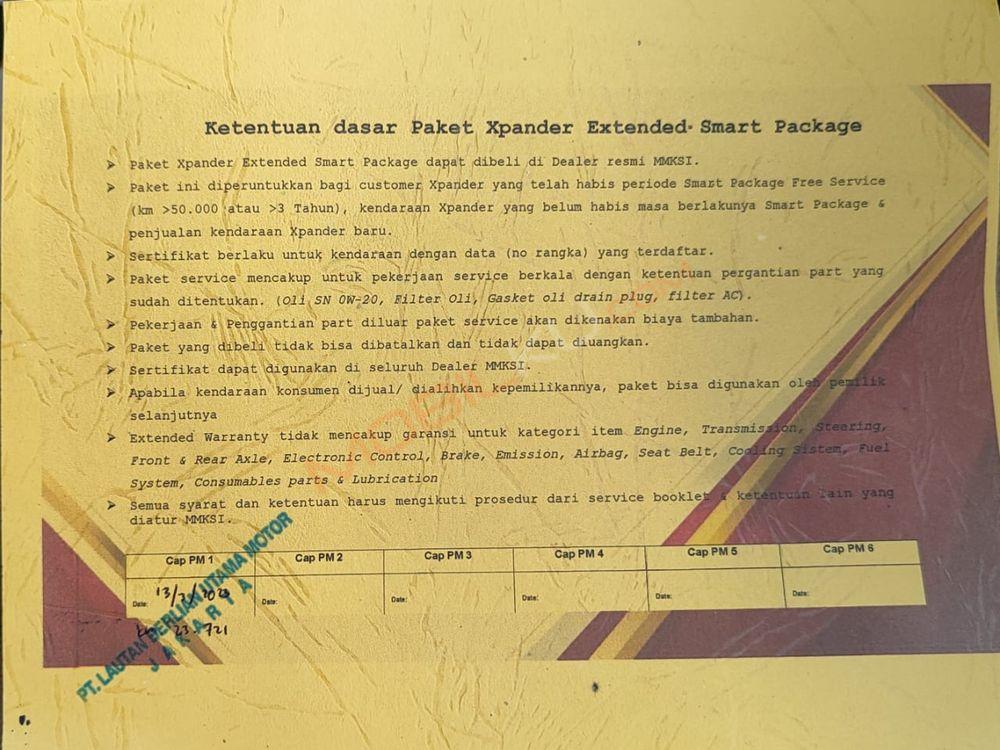 Ketentuan dasar Paket Xpander Extended Smart Package
➢ Paket Xpander Extended Smart Package dapat dibeli di Dealer resmi MMKSI.
➢ Paket ini diperuntukkan bagi customer Xpander yang telah habis periode Smart Package Free Service
(km >50.000 atau >3 Tahun), kendaraan Xpander yang belum habis masa berlakunya Smart Package &
penjualan kendaraan Xpander baru.
➢ Sertifikat berlaku untuk kendaraan dengan data (no rangka) yang terdaftar.
➢ Paket service mencakup untuk pekerjaan service berkala dengan ketentuan pergantian part yang
sudah ditentukan. (Oli SN 0W-20, Filter Oli, Gasket oli drain plug, filter AC).
➢ Pekerjaan & Penggantian part diluar paket service akan dikenakan biaya tambahan.
➢ Paket yang dibeli tidak bisa dibatalkan dan tidak dapat diuangkan.
➢ Sertifikat dapat digunakan di seluruh Dealer MMKSI.
➢ Apabila kendaraan konsumen dijual/ dialihkan kepemilikannya, paket bisa digunakan oleh pemilik
selanjutnya
➢ Extended Warranty tidak mencakup garansi untuk kategori item Engine, Transmission, Steering,
Front & Rear Axle, Electronic Control, Brake, Emission, Airbag, Seat Belt, Cooling Sistem, Fuel
System, Consumables parts & Lubrication
➢ Semua syarat dan ketentuan harus mengikuti prosedur dari service booklet & ketentuan lain yang
diatur MMKSI.
Cap PM 1 Cap PM 2 Cap PM 3 Cap PM 4 Cap PM 5 Cap PM 6
Date: Date: Date: Date: Date: Date:
23.721
PT. LAUTAN BERLIAN UTAMA MOTOR
JAKARTA